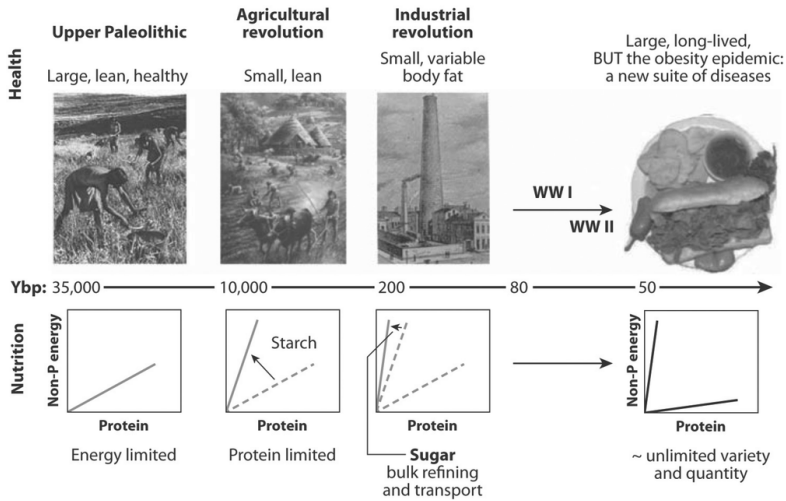 Health
Upper Paleolithic
Large, lean, healthy
Agricultural
revolution
Small, lean
Industrial
revolution
Small, variable
body fat
Large, long-lived,
BUT the obesity epidemic:
a new suite of diseases
WW I
WW II
Ybp: 35,000 10,000 200 80 50
Nutrition
Non-P energy
Protein
Energy limited
Starch
Protein limited
Sugar
bulk refining
and transport
Non-P energy
Protein
~ unlimited variety
and quantity